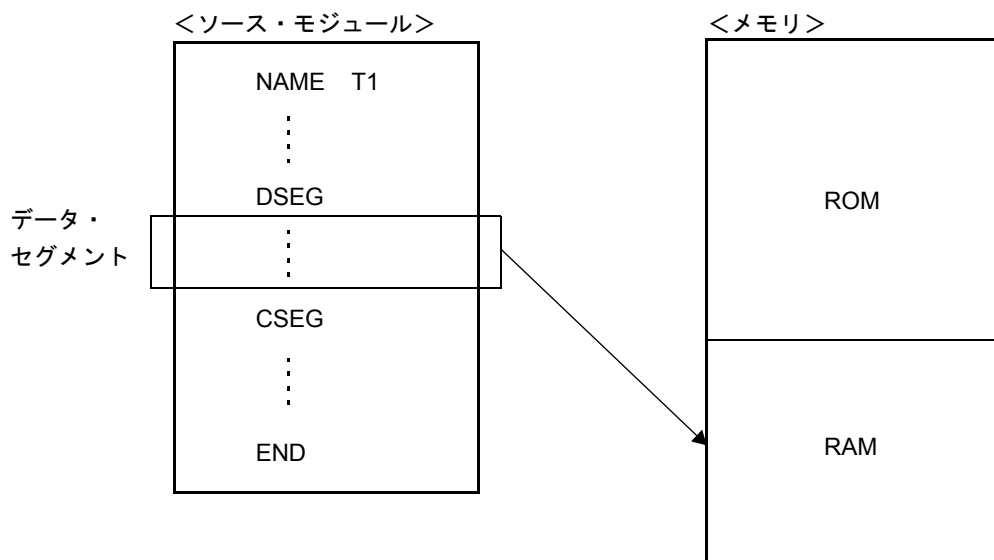 <ソース・モジュール>
NAME T1
DSEG
データ・
セグメント
CSEG
END
<メモリ>
ROM
RAM